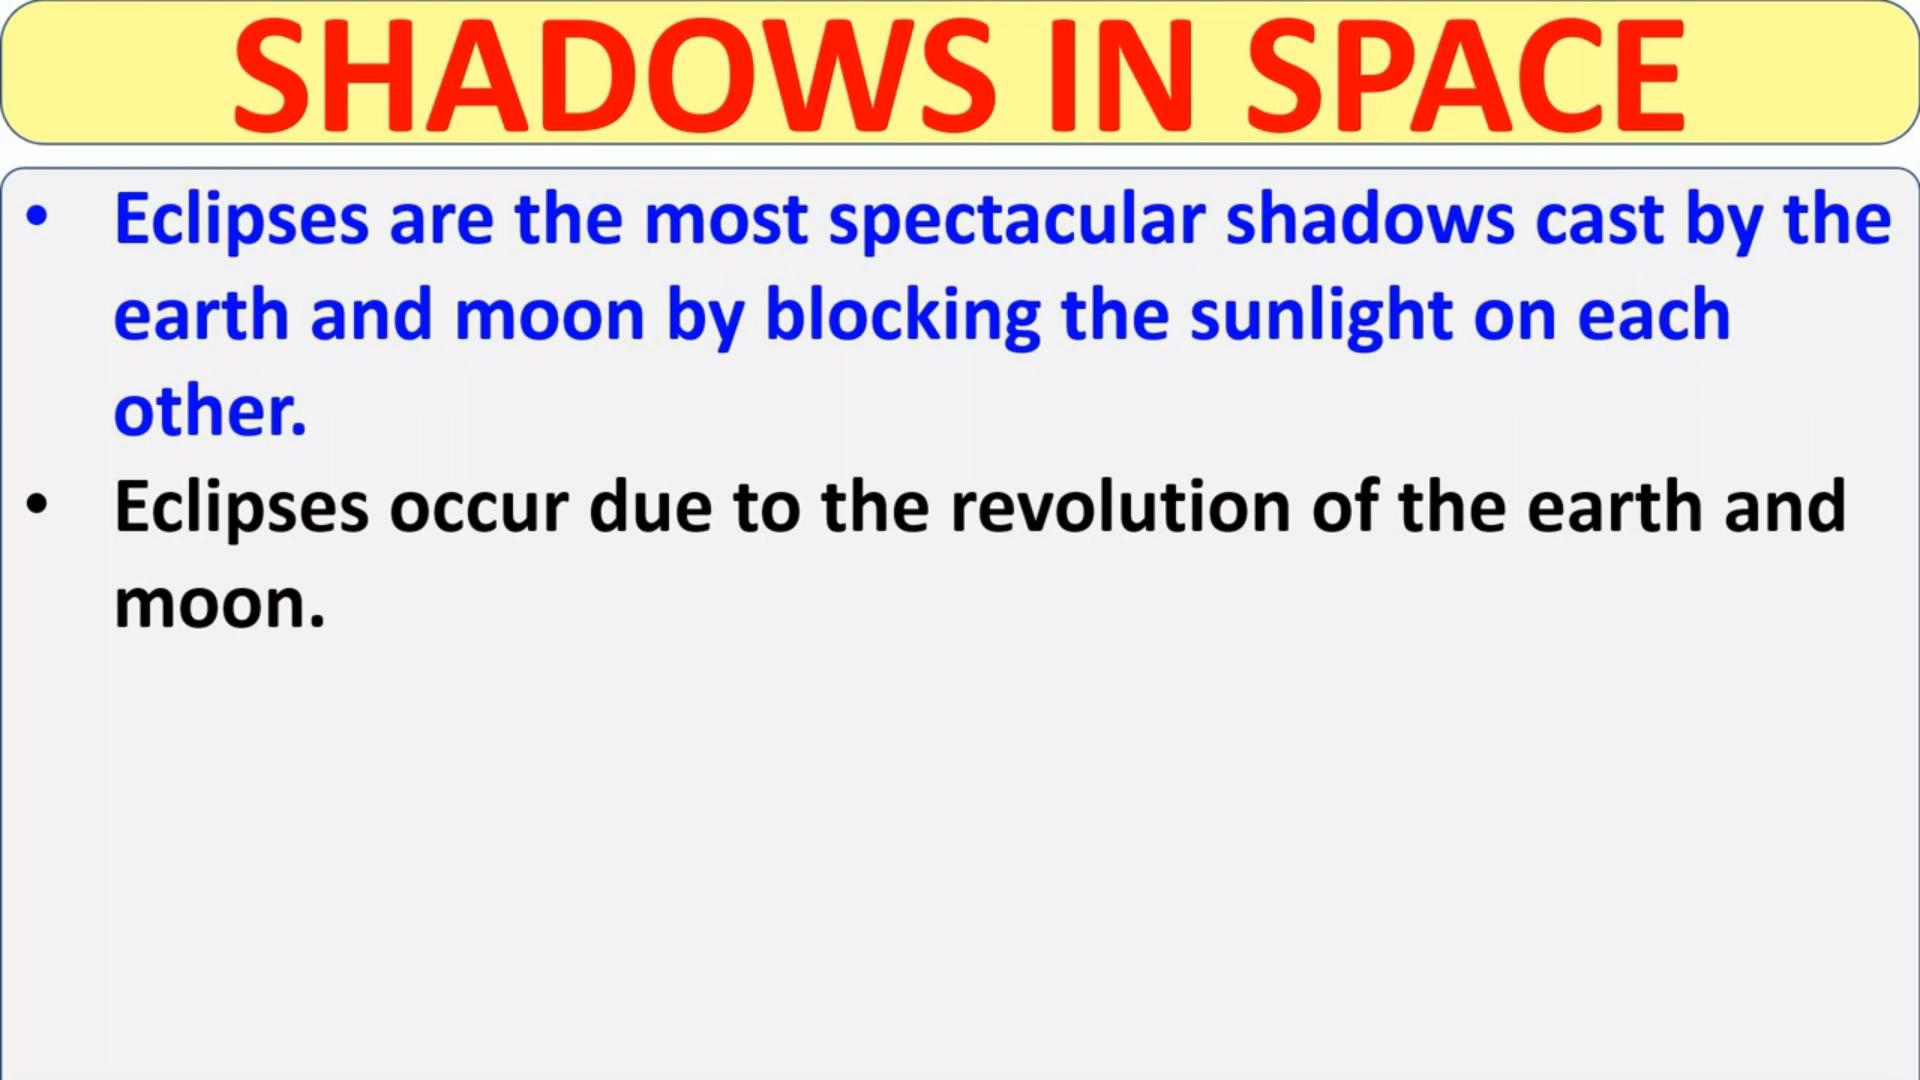 SHADOWS IN SPACE
• Eclipses are the most spectacular shadows cast by the
earth and moon by blocking the sunlight on each
other.
• Eclipses occur due to the revolution of the earth and
moon.